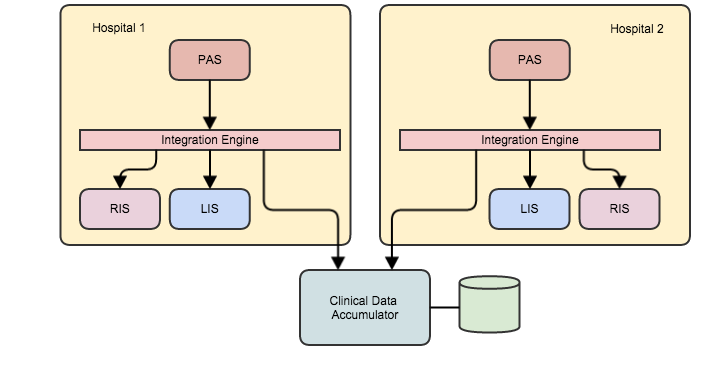 Hospital 1
PAS
Integration Engine
RIS
LIS
Hospital 2
PAS
Integration Engine
LIS
RIS
Clinical Data
Accumulator